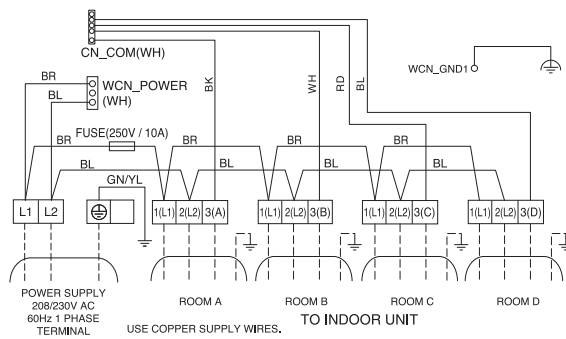 CN_COM(WH)
BR
WCN_POWER
(WH)
BL
BK
WH
RD
BL
WCN_GND1
FUSE(250V / 10A)
BR
BR
BR
BR
BL
BL
BL
BL
GN/YL
L1 L2
1(L1) 2(L2) 3(A)
1(L1) 2(L2) 3(B)
1(L1) 2(L2) 3(C)
1(L1) 2(L2) 3(D)
POWER SUPPLY
208/230V AC
60Hz 1 PHASE
TERMINAL
ROOM A
ROOM B
ROOM C
ROOM D
USE COPPER SUPPLY WIRES.
TO INDOOR UNIT